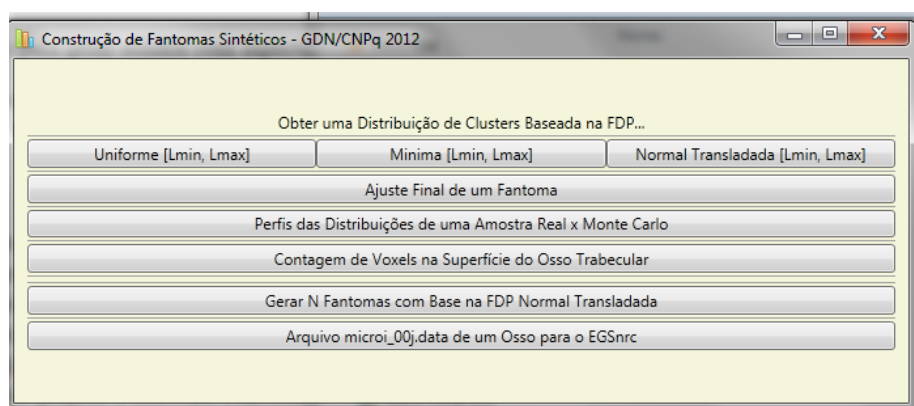 Construção de Fantomas Sintéticos - GDN/CNPq 2012
Obter uma Distribuição de Clusters Baseada na FDP...
Uniforme [Lmin, Lmax] Minima [Lmin, Lmax] Normal Transladada [Lmin, Lmax]
Ajuste Final de um Fantoma
Perfis das Distribuições de uma Amostra Real x Monte Carlo
Contagem de Voxels na Superfície do Osso Trabecular
Gerar N Fantomas com Base na FDP Normal Transladada
Arquivo microi_00j.data de um Osso para o EGSnrc